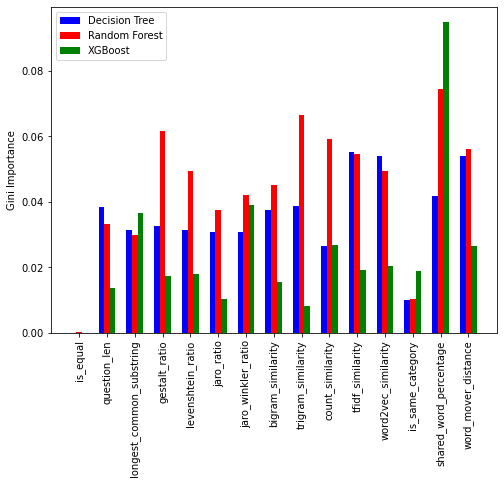 Decision Tree
Random Forest
XGBoost
Gini Importance
0.08
0.06
0.04
0.02
0.00
is_equal
question_len
longest_common_substring
gestalt_ratio
levenshtein_ratio
jaro_ratio
jaro_winkler_ratio
bigram_similarity
trigram_similarity
count_similarity
tfidf_similarity
word2vec_similarity
is_same_category
shared_word_percentage
word_mover_distance